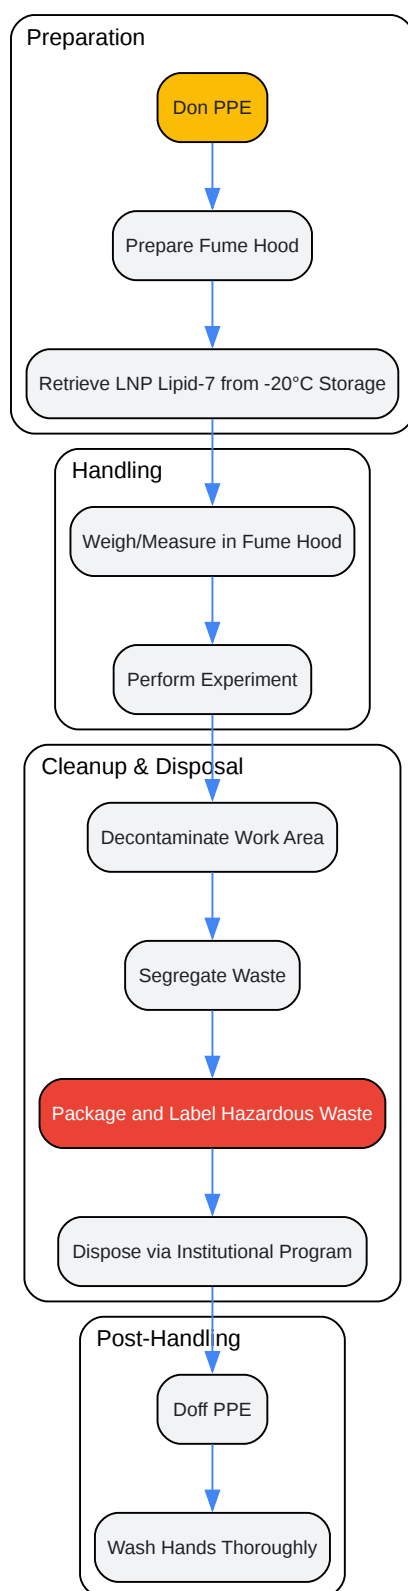 Preparation
Don PPE
Prepare Fume Hood
Retrieve LNP Lipid-7 from -20°C Storage
Handling
Weigh/Measure in Fume Hood
Perform Experiment
Cleanup & Disposal
Decontaminate Work Area
Segregate Waste
Package and Label Hazardous Waste
Dispose via Institutional Program
Post-Handling
Doff PPE
Wash Hands Thoroughly